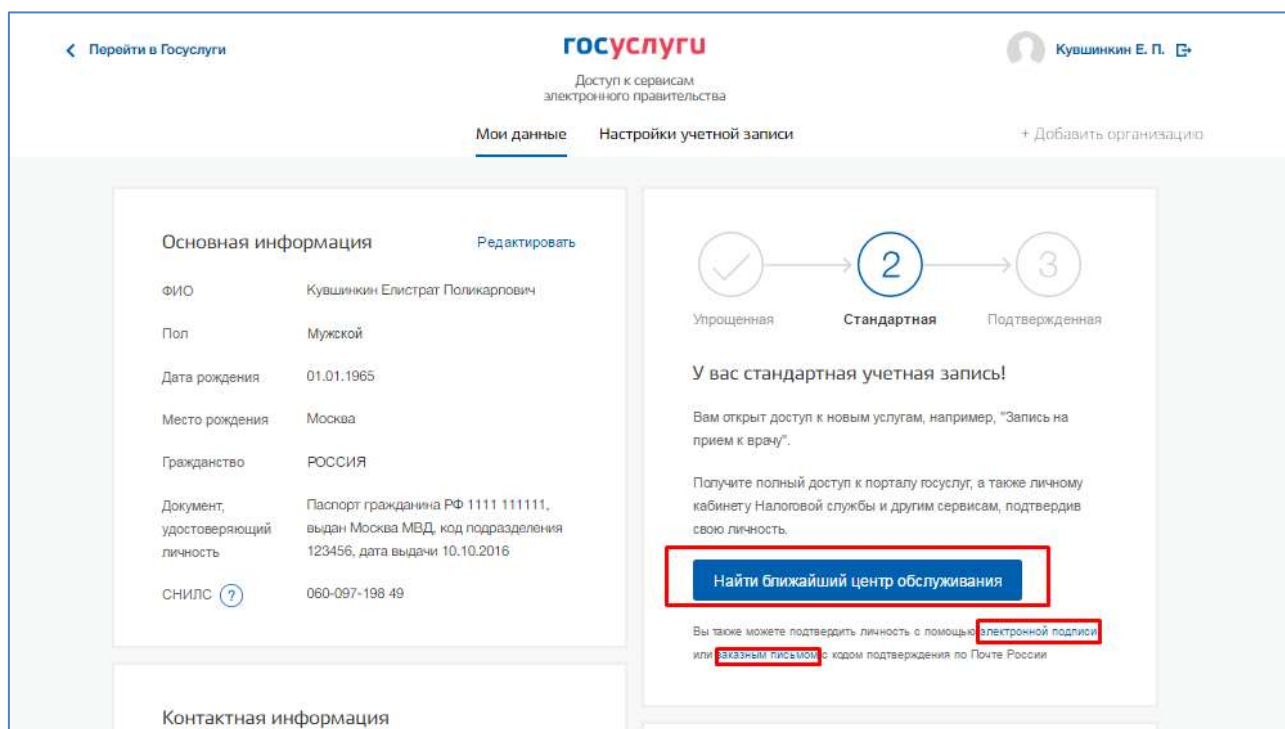 Перейти в Госуслуги
госуслуги
Кувшинкин Е. П.
Доступ к сервисам
электронного правительства
Мои данные
Настройки учетной записи
+ Добавить организацию
Основная информация
Редактировать
ФИО
Кувшинкин Елистрат Поликарпович
Пол
Мужской
Дата рождения
01.01.1965
Место рождения
Москва
Гражданство
РОССИЯ
Документ,
удостоверяющий
личность
Паспорт гражданина РФ 1111 111111,
выдан Москва МВД, код подразделения
123456, дата выдачи 10.10.2016
СНИЛС ?
060-097-198 49
Контактная информация
2
3
Упрощенная
Стандартная
Подтвержденная
У вас стандартная учетная запись!
Вам открыт доступ к новым услугам, например, "Запись на
прием к врачу".
Получите полный доступ к порталу госуслуг, а также личному
кабинету Налоговой службы и другим сервисам, подтвердив
свою личность.
Найти ближайший центр обслуживания
Вы также можете подтвердить личность с помощью электронной подписи
или заказным письмом с кодом подтверждения по Почте России